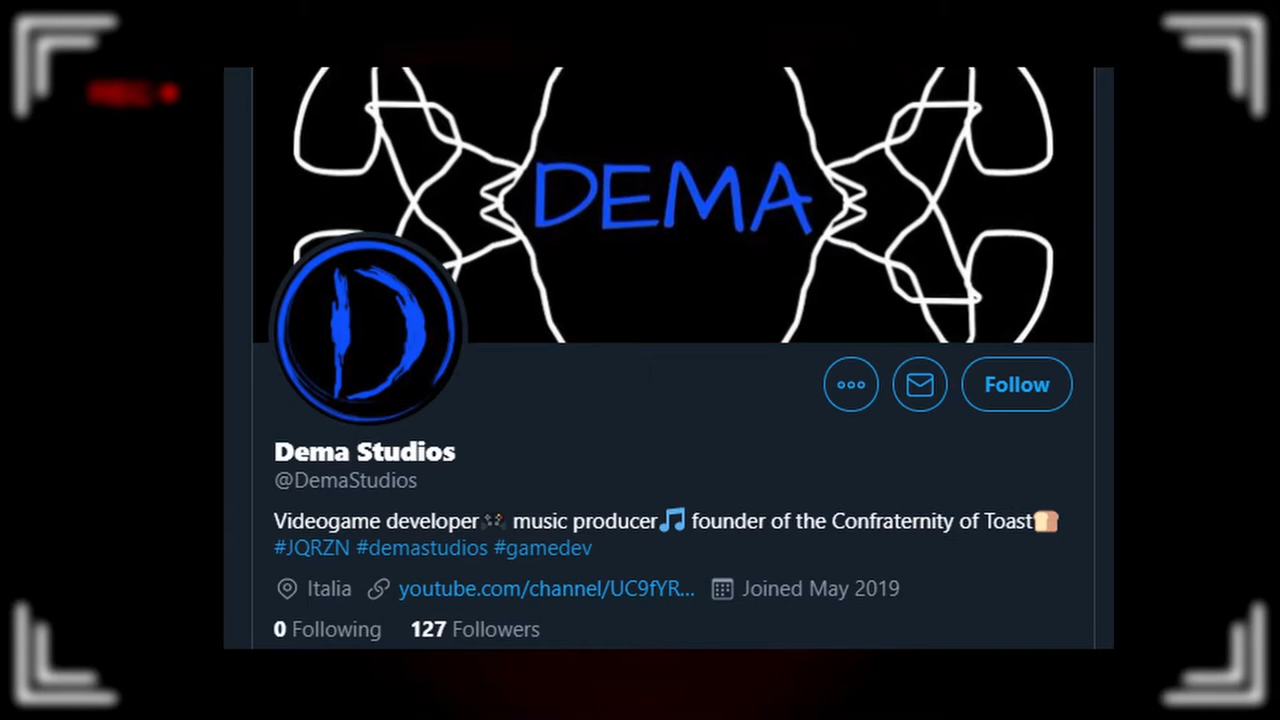 DEMA
D
Follow
Dema Studios
@DemaStudios
Videogame developer🎮 music producer🎵 founder of the Confraternity of Toast🍞
#JQRZN #demastudios #gamedev
Italia youtube.com/channel/UC9fYR... Joined May 2019
0 Following 127 Followers